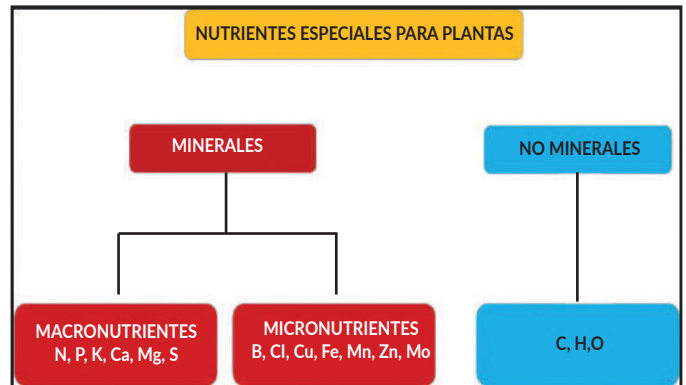 NUTRIENTES ESPECIALES PARA PLANTAS
MINERALES
NO MINERALES
MACRONUTRIENTES
N, P, K, Ca, Mg, S
MICRONUTRIENTES
B, Cl, Cu, Fe, Mn, Zn, Mo
C, H,O